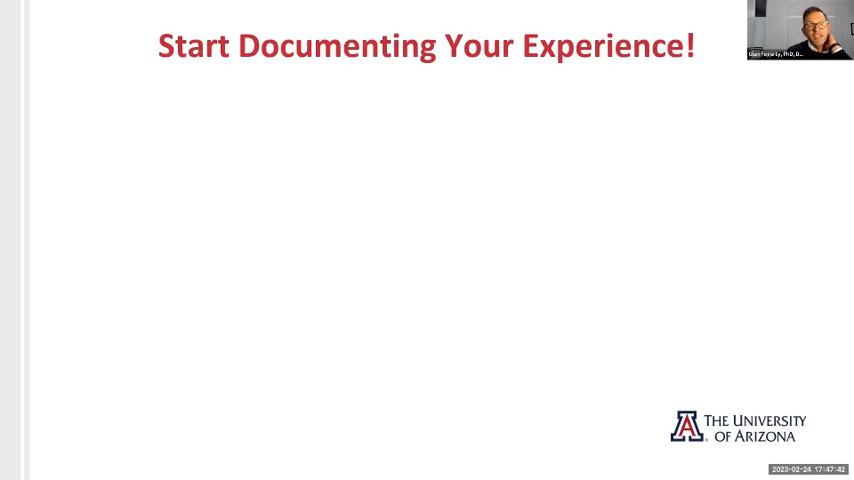 Start Documenting Your Experience!
THE UNIVERSITY
OF ARIZONA
2023-02-24 17:47:42